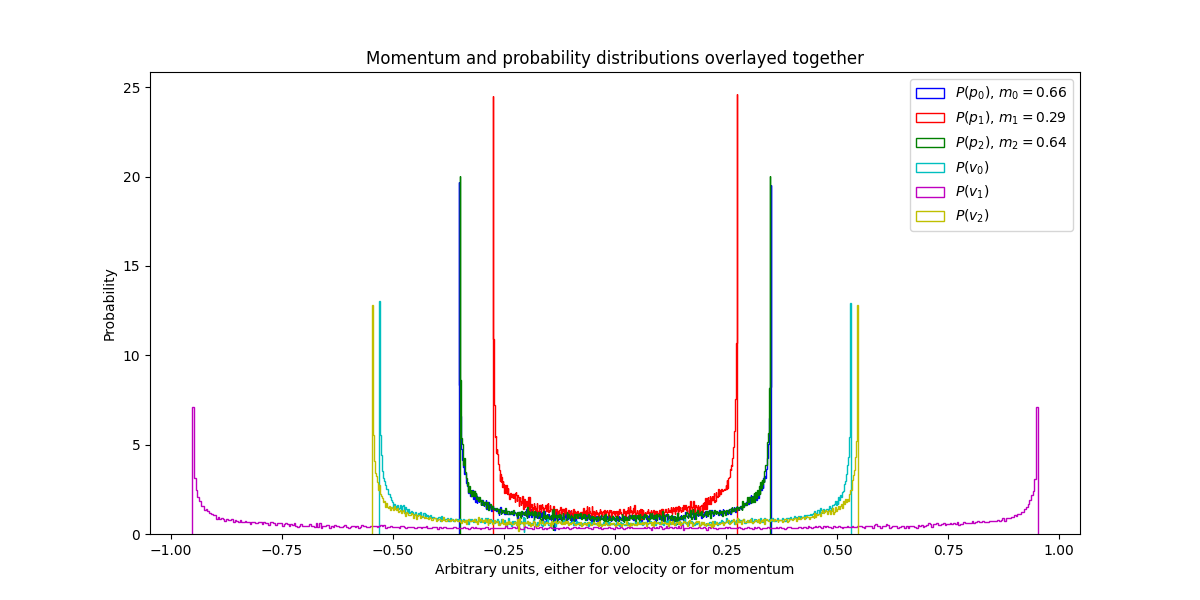 Momentum and probability distributions overlayed together
Probability
25
20
15
10
5
0
P(p₀), m₀ = 0.66
P(p₁), m₁ = 0.29
P(p₂), m₂ = 0.64
P(v₀)
P(v₁)
P(v₂)
−1.00 −0.75 −0.50 −0.25 0.00 0.25 0.50 0.75 1.00
Arbitrary units, either for velocity or for momentum